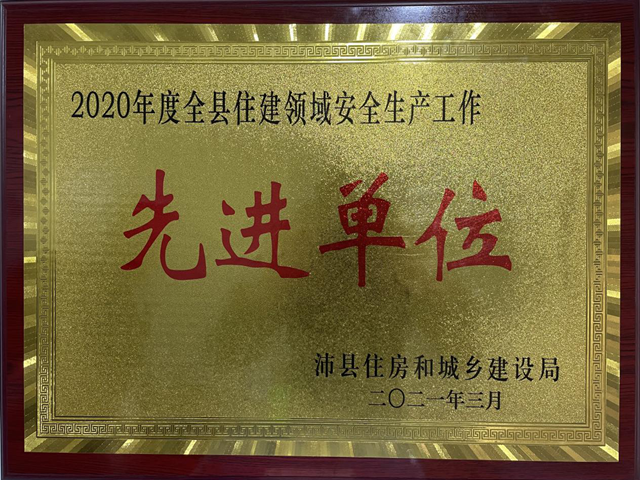 2020年度全县住建领域安全生产工作
先进单位
沛县住房和城乡建设局
二〇二一年三月